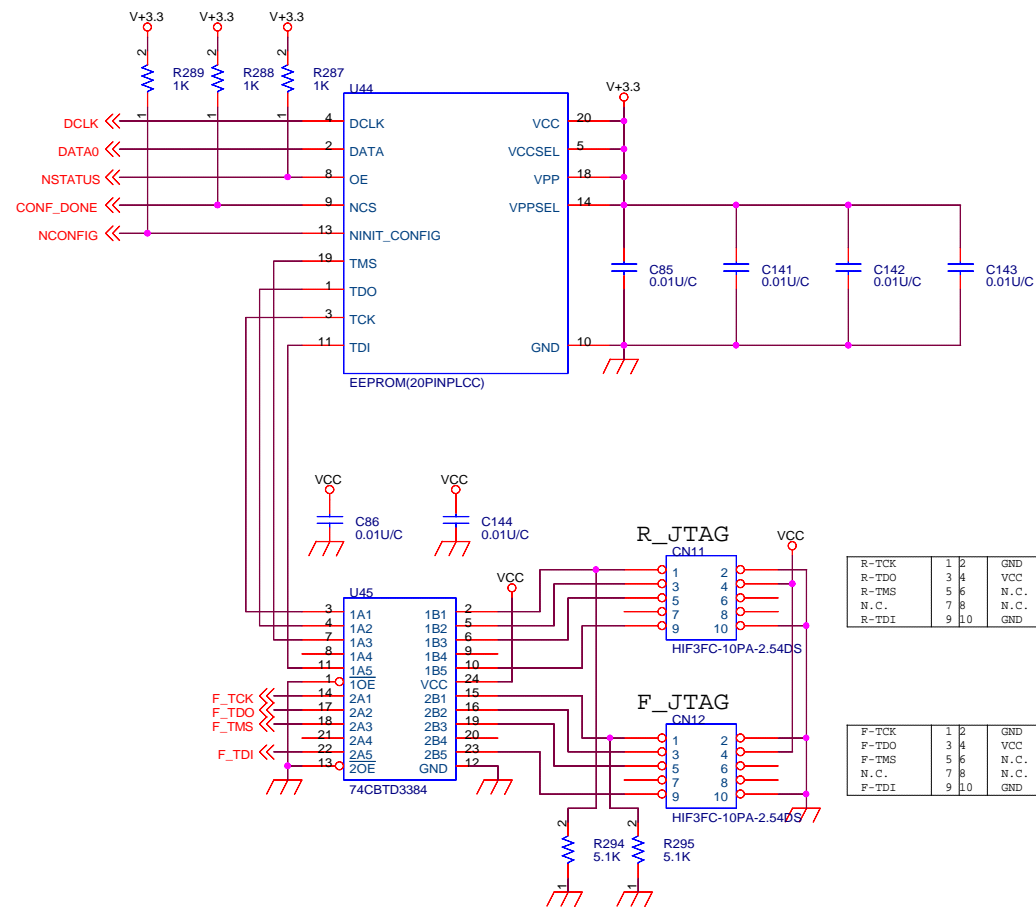 V+3.3 V+3.3 V+3.3
2 2 2
R289 R288 R287
1K 1K 1K
1 1 1
U44
V+3.3
DCLK 4 DCLK VCC 20
DATA0 2 DATA VCCSEL 5
NSTATUS 8 OE VPP 18
CONF_DONE 9 NCS VPPSEL 14
NCONFIG 13 NINIT_CONFIG
19 TMS
1 TDO
3 TCK
11 TDI GND 10
C85 C141 C142 C143
0.01U/C 0.01U/C 0.01U/C 0.01U/C
EEPROM(20PINPLCC)
VCC VCC
C86 C144
0.01U/C 0.01U/C
R_JTAG
CN11
VCC
VCC
1 2
3 4
5 6
7 8
9 10
HIF3FC-10PA-2.54DS
R-TCK 1 2 GND
R-TDO 3 4 VCC
R-TMS 5 6 N.C.
N.C. 7 8 N.C.
R-TDI 9 10 GND
U45
3 1A1 1B1 2
4 1A2 1B2 5
7 1A3 1B3 6
8 1A4 1B4 9
11 1A5 1B5 10
1 1OE VCC 24
F_TCK 14 2A1 2B1 15
F_TDO 17 2A2 2B2 16
F_TMS 18 2A3 2B3 19
21 2A4 2B4 20
F_TDI 22 2A5 2B5 23
13 2OE GND 12
74CBTD3384
F_JTAG
CN12
1 2
3 4
5 6
7 8
9 10
HIF3FC-10PA-2.54DS
F-TCK 1 2 GND
F-TDO 3 4 VCC
F-TMS 5 6 N.C.
N.C. 7 8 N.C.
F-TDI 9 10 GND
2 2
R294 R295
5.1K 5.1K
1 1